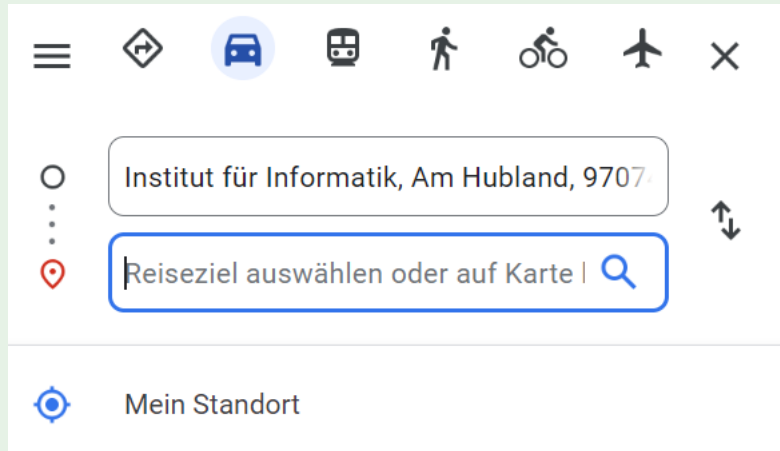 Institut für Informatik, Am Hubland, 9707
Reiseziel auswählen oder auf Karte
Mein Standort